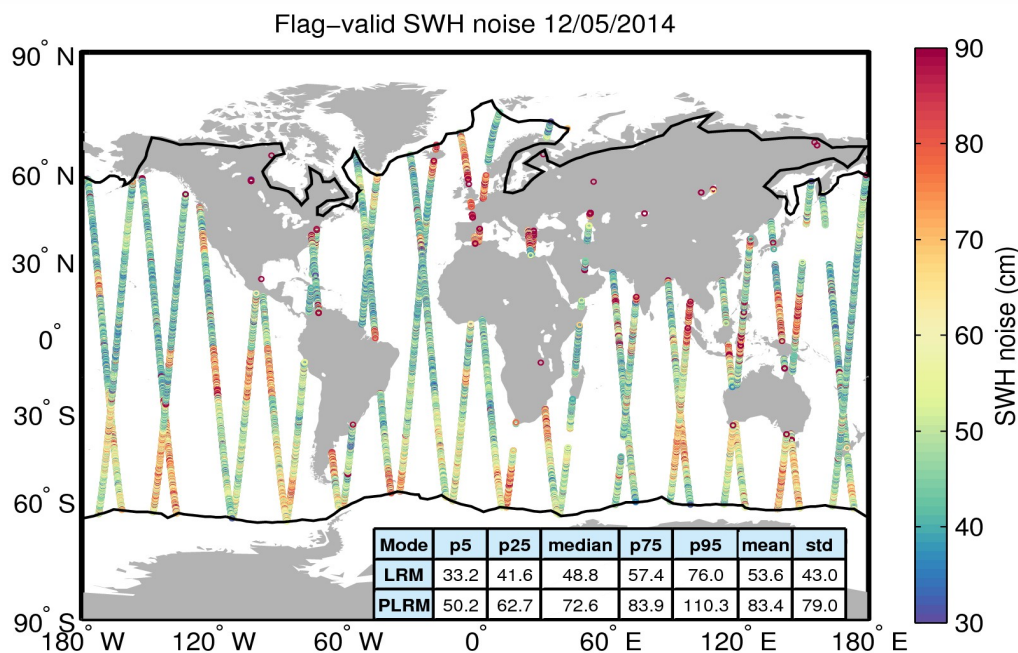 Flag−valid SWH noise 12/05/2014
90° N
60° N
30° N
0°
30° S
60° S
90° S
180° W
120° W
60° W
0°
60° E
120° E
180° E
90
80
70
60
50
40
30
SWH noise (cm)
Mode p5 p25 median p75 p95 mean std
LRM 33.2 41.6 48.8 57.4 76.0 53.6 43.0
PLRM 50.2 62.7 72.6 83.9 110.3 83.4 79.0